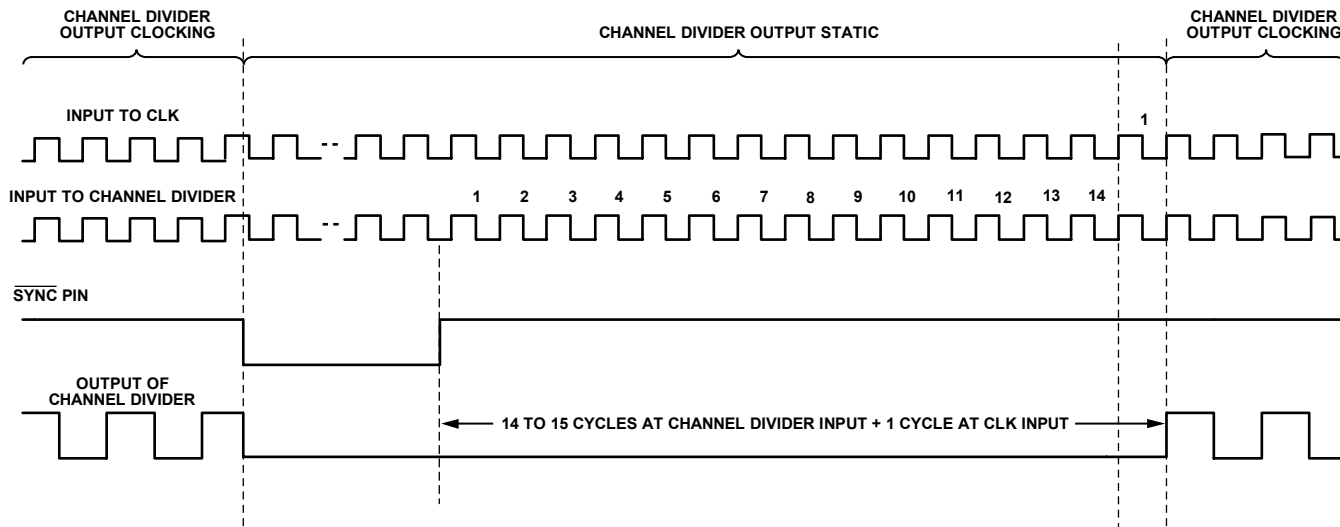 CHANNEL DIVIDER
OUTPUT CLOCKING
CHANNEL DIVIDER OUTPUT STATIC
CHANNEL DIVIDER
OUTPUT CLOCKING
INPUT TO CLK
1
INPUT TO CHANNEL DIVIDER
1 2 3 4 5 6 7 8 9 10 11 12 13 14
SYNC PIN
OUTPUT OF
CHANNEL DIVIDER
14 TO 15 CYCLES AT CHANNEL DIVIDER INPUT + 1 CYCLE AT CLK INPUT